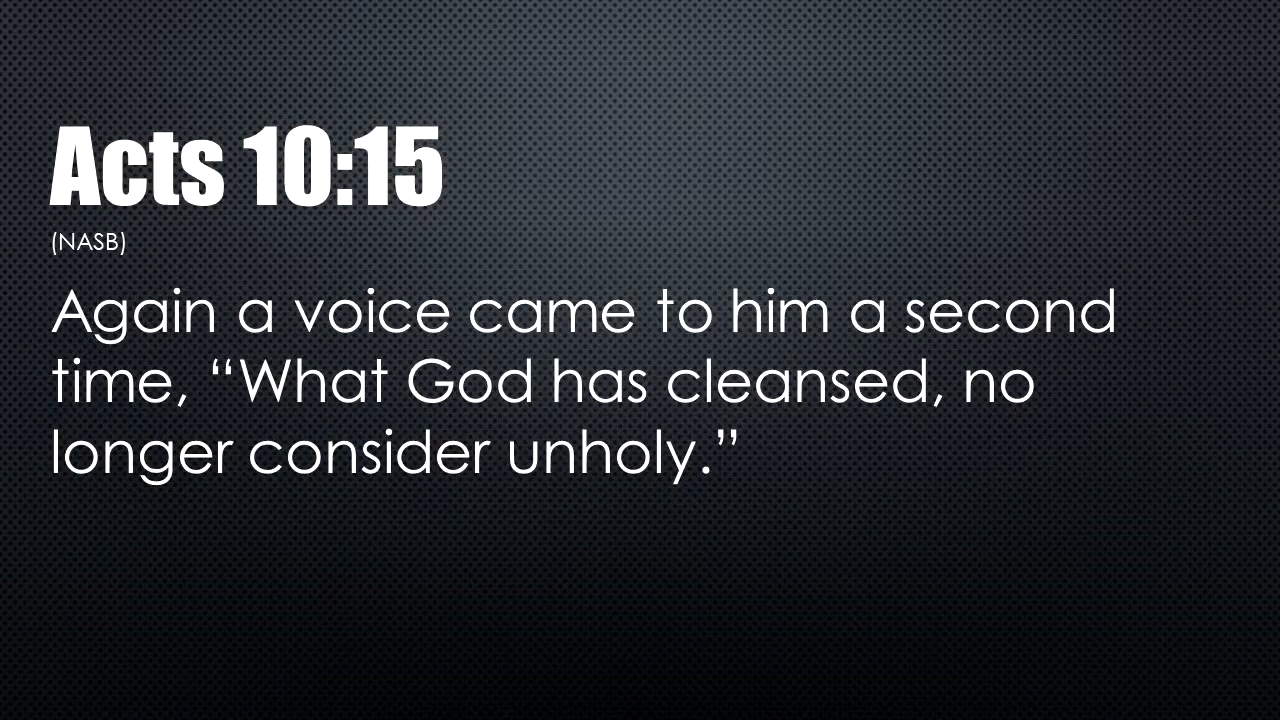 Acts 10:15
(NASB)
Again a voice came to him a second
time, “What God has cleansed, no
longer consider unholy.”